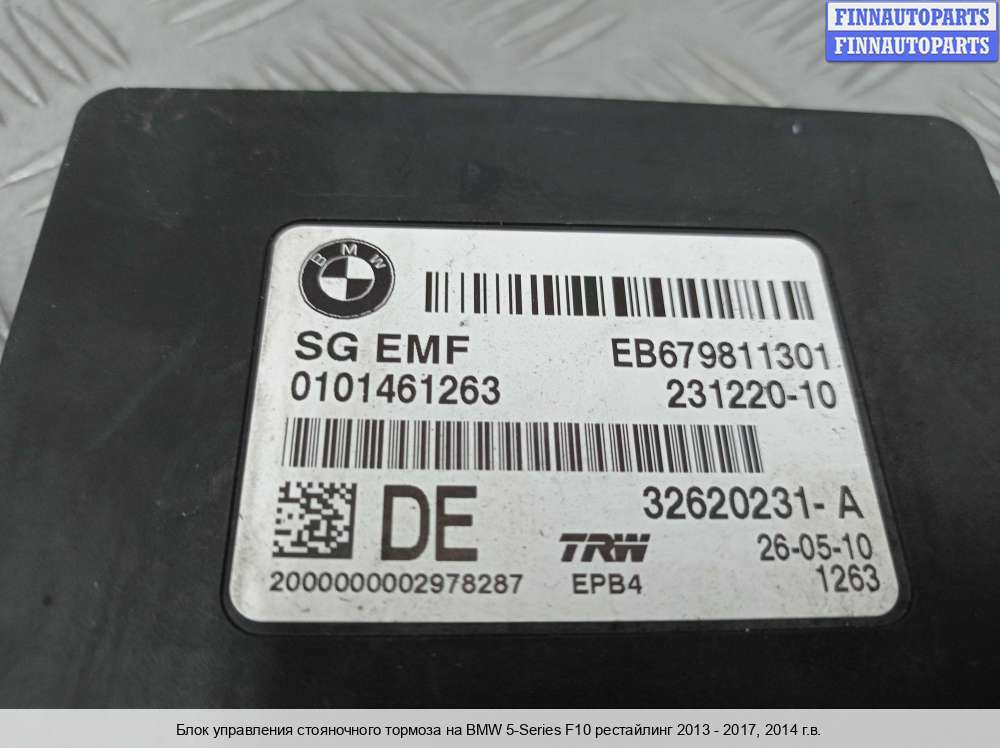 FINNAUTOPARTS
FINNAUTOPARTS
BMW
SG EMF
EB679811301
0101461263
231220-10
DE
32620231-A
TRW
26-05-10
2000000002978287
EPB4
1263
Блок управления стояночного тормоза на BMW 5-Series F10 рестайлинг 2013 - 2017, 2014 г.в.